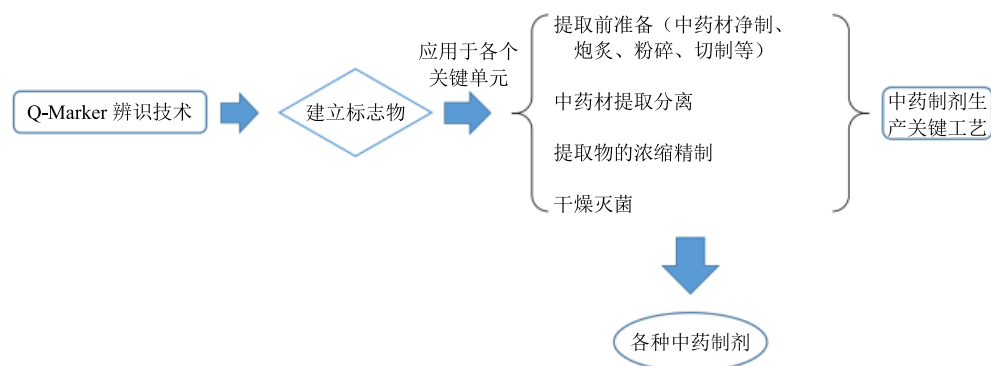 Q-Marker 辨识技术
建立标志物
应用于各个
关键单元
提取前准备（中药材净制、
炮炙、粉碎、切制等）
中药材提取分离
提取物的浓缩精制
干燥灭菌
中药制剂生
产关键工艺
各种中药制剂